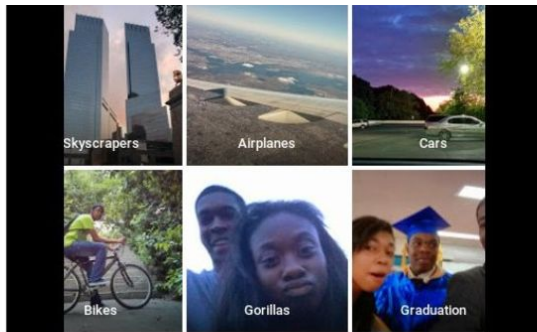 Skyscrapers
Airplanes
Cars
Bikes
Gorillas
Graduation